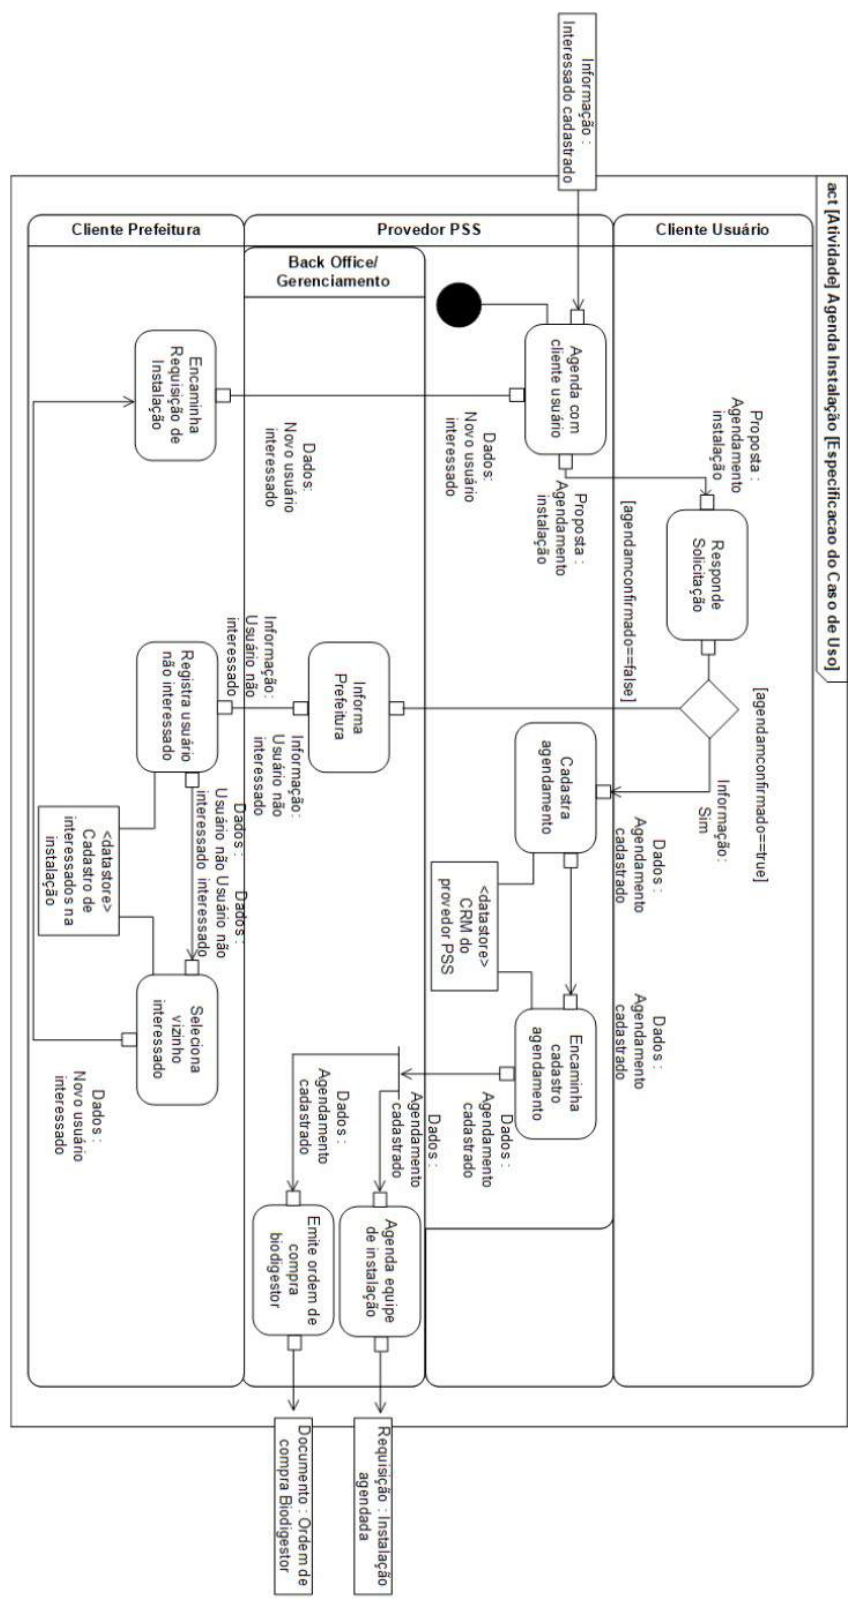 act [Atividade] Agenda Instalação [Especificacao do Caso de Uso]
Informação :
Interessado cadastrado
Cliente Usuário
Provedor PSS
Back Office/
Gerenciamento
Cliente Prefeitura
Proposta :
Agendamento
instalação
Responde
Solicitação
[agendamconfirmado==true]
Informação :
Sim
Agenda com
cliente usuário
Proposta :
Agendamento
instalação
[agendamconfirmado==false]
Dados:
Novo usuário
interessado
Dados :
Agendamento
cadastrado
Dados :
Agendamento
cadastrado
Cadastra
agendamento
<datastore>
CRM do
provedor PSS
Encaminha
cadastro
agendamento
Dados :
Agendamento
cadastrado
Dados :
Agendamento
cadastrado
Dados :
Agendamento
cadastrado
Informa
Prefeitura
Agenda equipe
de instalação
Emite ordem de
compra
biodigestor
Requisição : Instalação
agendada
Documento : Ordem de
compra Biodigestor
Dados:
Novo usuário
interessado
Informação:
Usuário não
interessado
Informação:
Usuário não
interessado
Encaminha
Requisição de
Instalação
Registra usuário
não interessado
Dados :
Usuário não
interessado
Dados :
Usuário não
interessado
<datastore>
Cadastro de
interessados na
instalação
Seleciona
vizinho
interessado
Dados :
Novo usuário
interessado